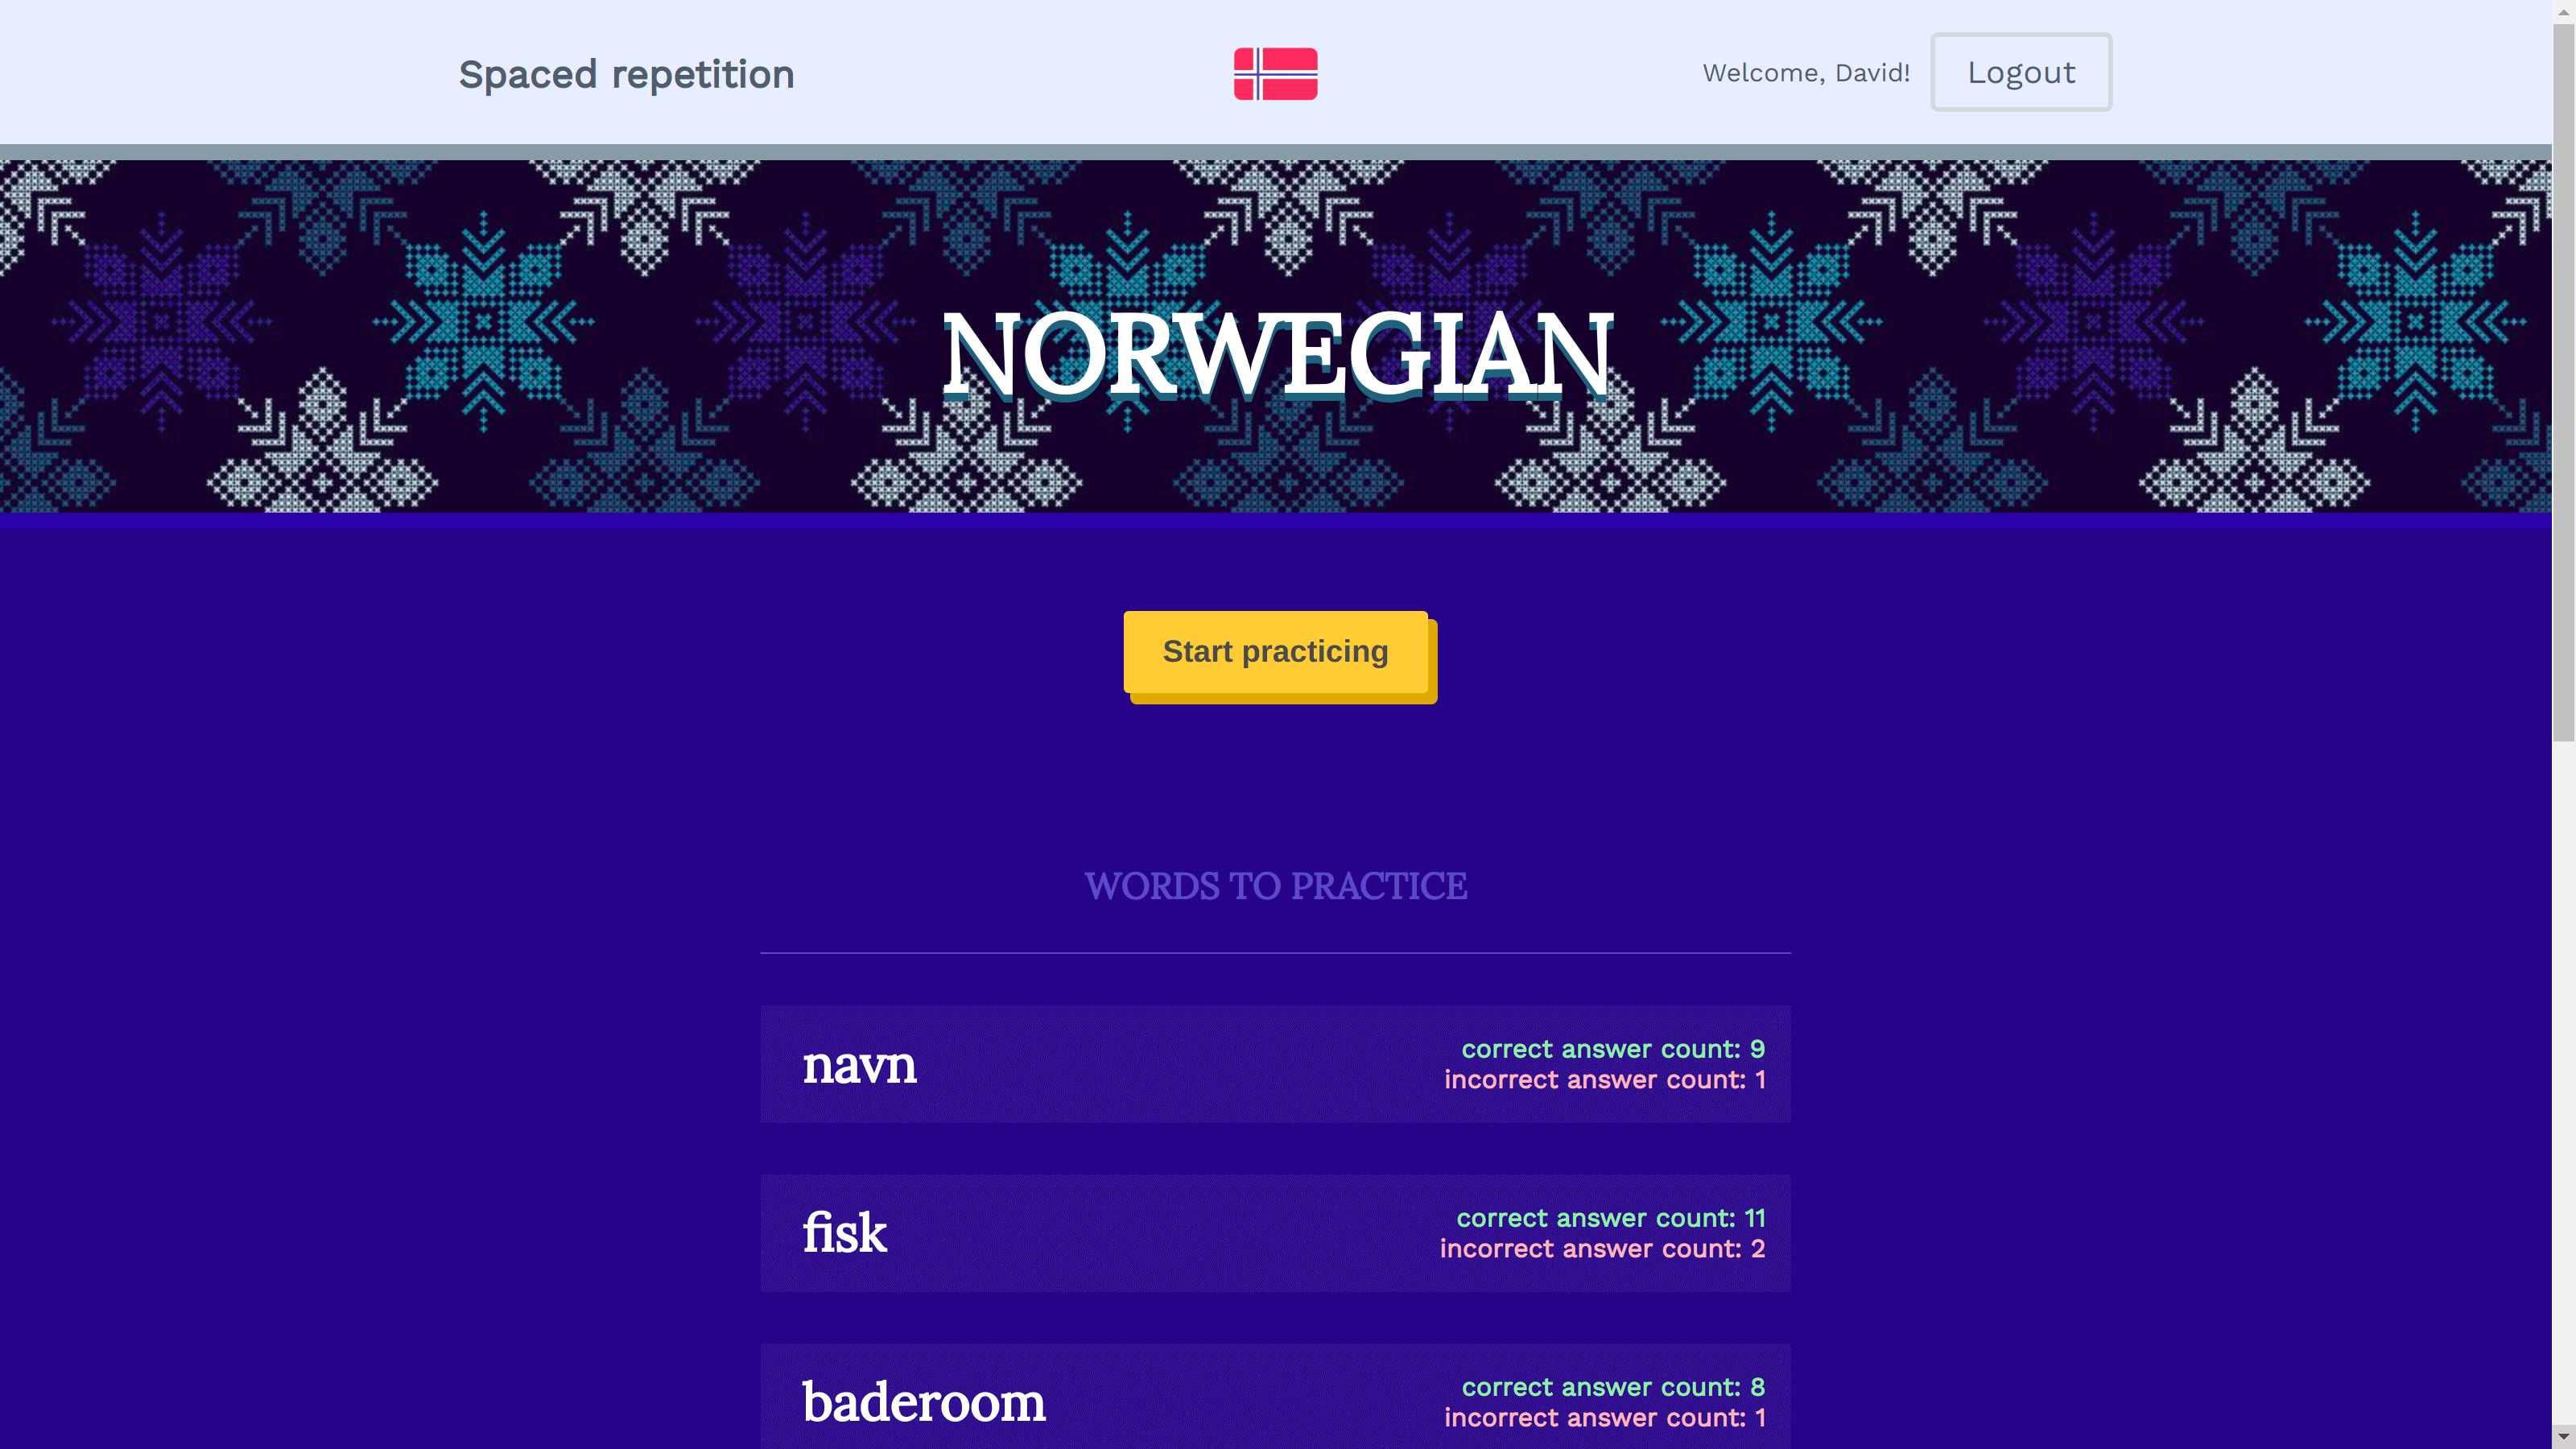 Spaced repetition
Welcome, David!
Logout
NORWEGIAN
Start practicing
WORDS TO PRACTICE
navn
correct answer count: 9
incorrect answer count: 1
fisk
correct answer count: 11
incorrect answer count: 2
baderoom
correct answer count: 8
incorrect answer count: 1